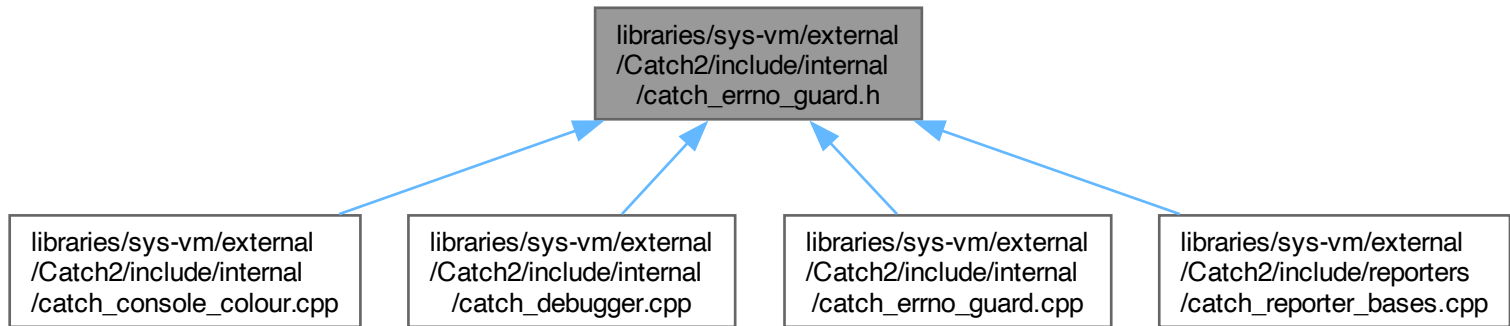 libraries/sys-vm/external
/Catch2/include/internal
/catch_errno_guard.h
libraries/sys-vm/external
/Catch2/include/internal
/catch_console_colour.cpp
libraries/sys-vm/external
/Catch2/include/internal
/catch_debugger.cpp
libraries/sys-vm/external
/Catch2/include/internal
/catch_errno_guard.cpp
libraries/sys-vm/external
/Catch2/include/reporters
/catch_reporter_bases.cpp